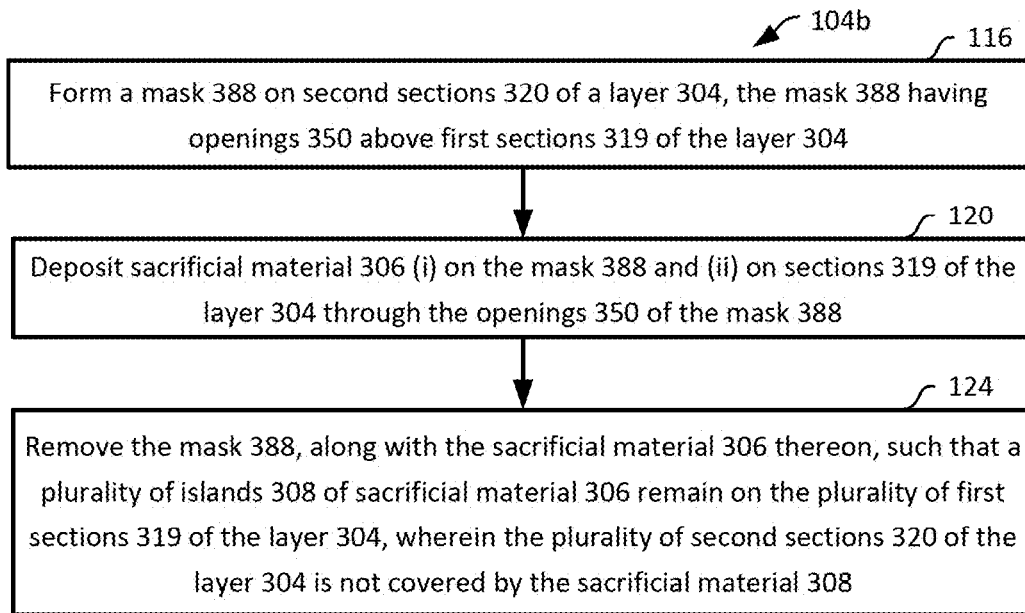 104b
116
Form a mask 388 on second sections 320 of a layer 304, the mask 388 having
openings 350 above first sections 319 of the layer 304
120
Deposit sacrificial material 306 (i) on the mask 388 and (ii) on sections 319 of the
layer 304 through the openings 350 of the mask 388
124
Remove the mask 388, along with the sacrificial material 306 thereon, such that a
plurality of islands 308 of sacrificial material 306 remain on the plurality of first
sections 319 of the layer 304, wherein the plurality of second sections 320 of the
layer 304 is not covered by the sacrificial material 308